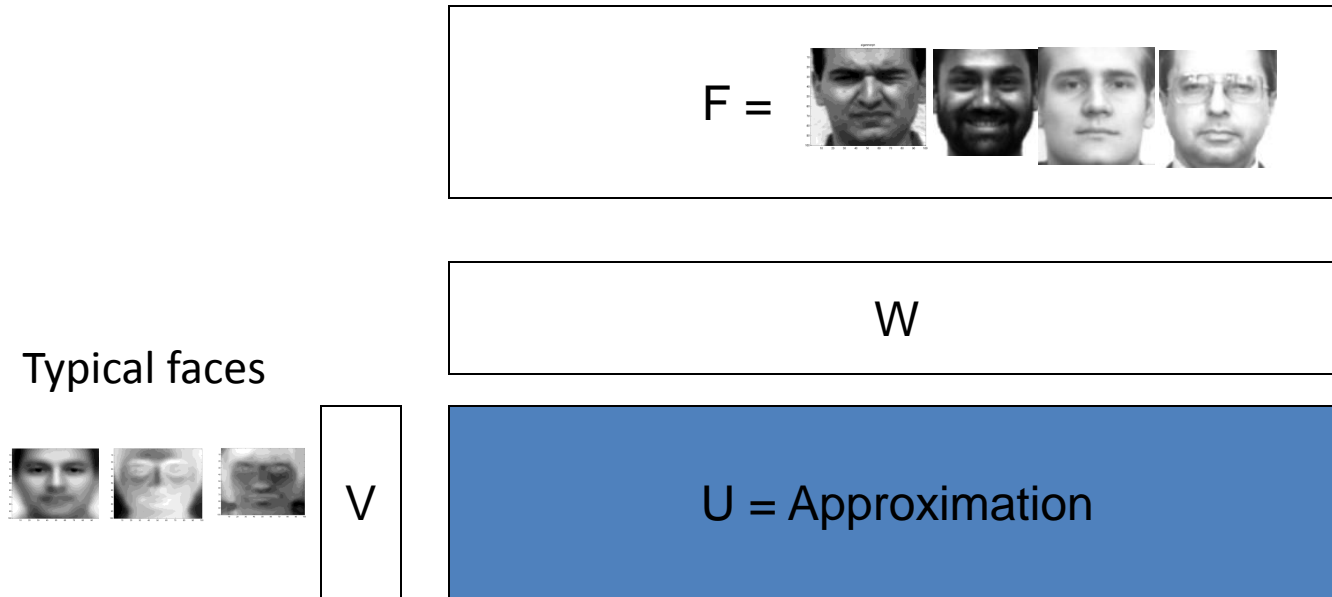 F =
W
Typical faces
V
U = Approximation